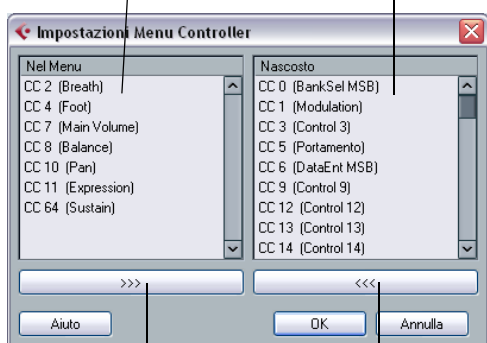 Impostazioni Menu Controller
Nel Menu
CC 2 (Breath)
CC 4 (Foot)
CC 7 (Main Volume)
CC 8 (Balance)
CC 10 (Pan)
CC 11 (Expression)
CC 64 (Sustain)
>>>
Nascosto
CC 0 (BankSel MSB)
CC 1 (Modulation)
CC 3 (Control 3)
CC 5 (Portamento)
CC 6 (DataEnt MSB)
CC 9 (Control 9)
CC 12 (Control 12)
CC 13 (Control 13)
CC 14 (Control 14)
<<<
Aiuto
OK
Annulla